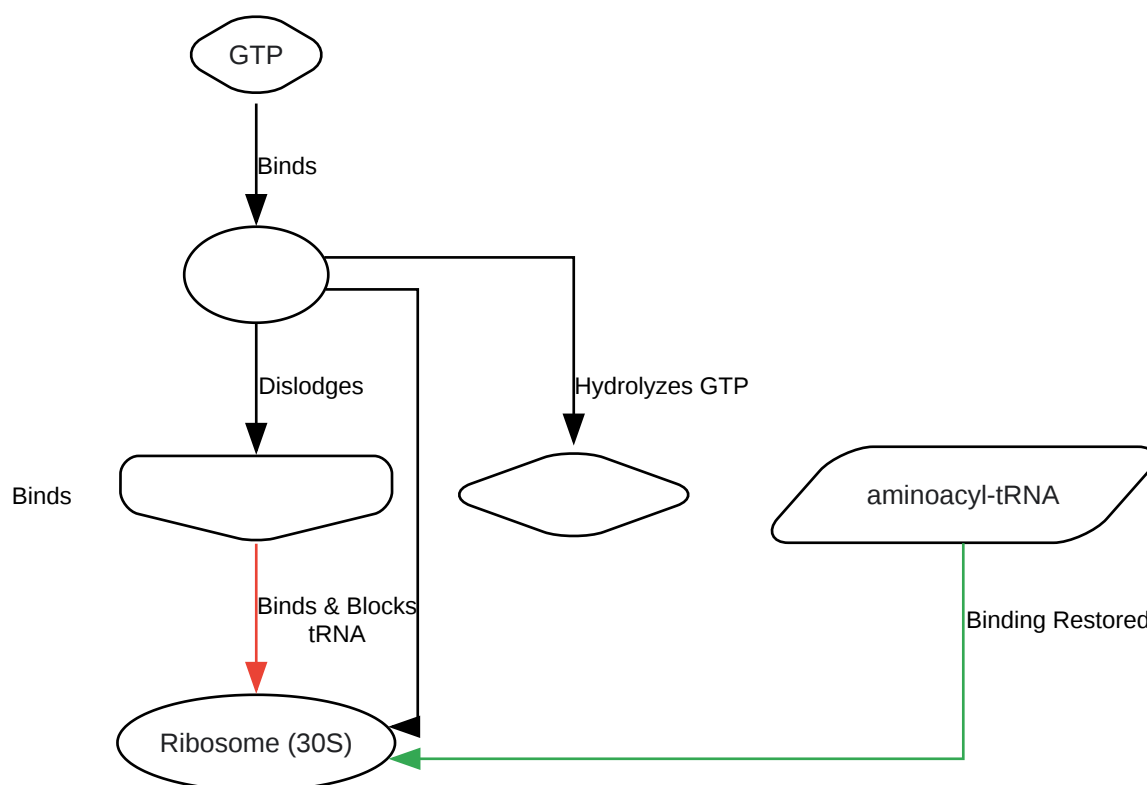 GTP
Binds
Dislodges
Hydrolyzes GTP
Binds
aminoacyl-tRNA
Binds & Blocks
tRNA
Binding Restored
Ribosome (30S)